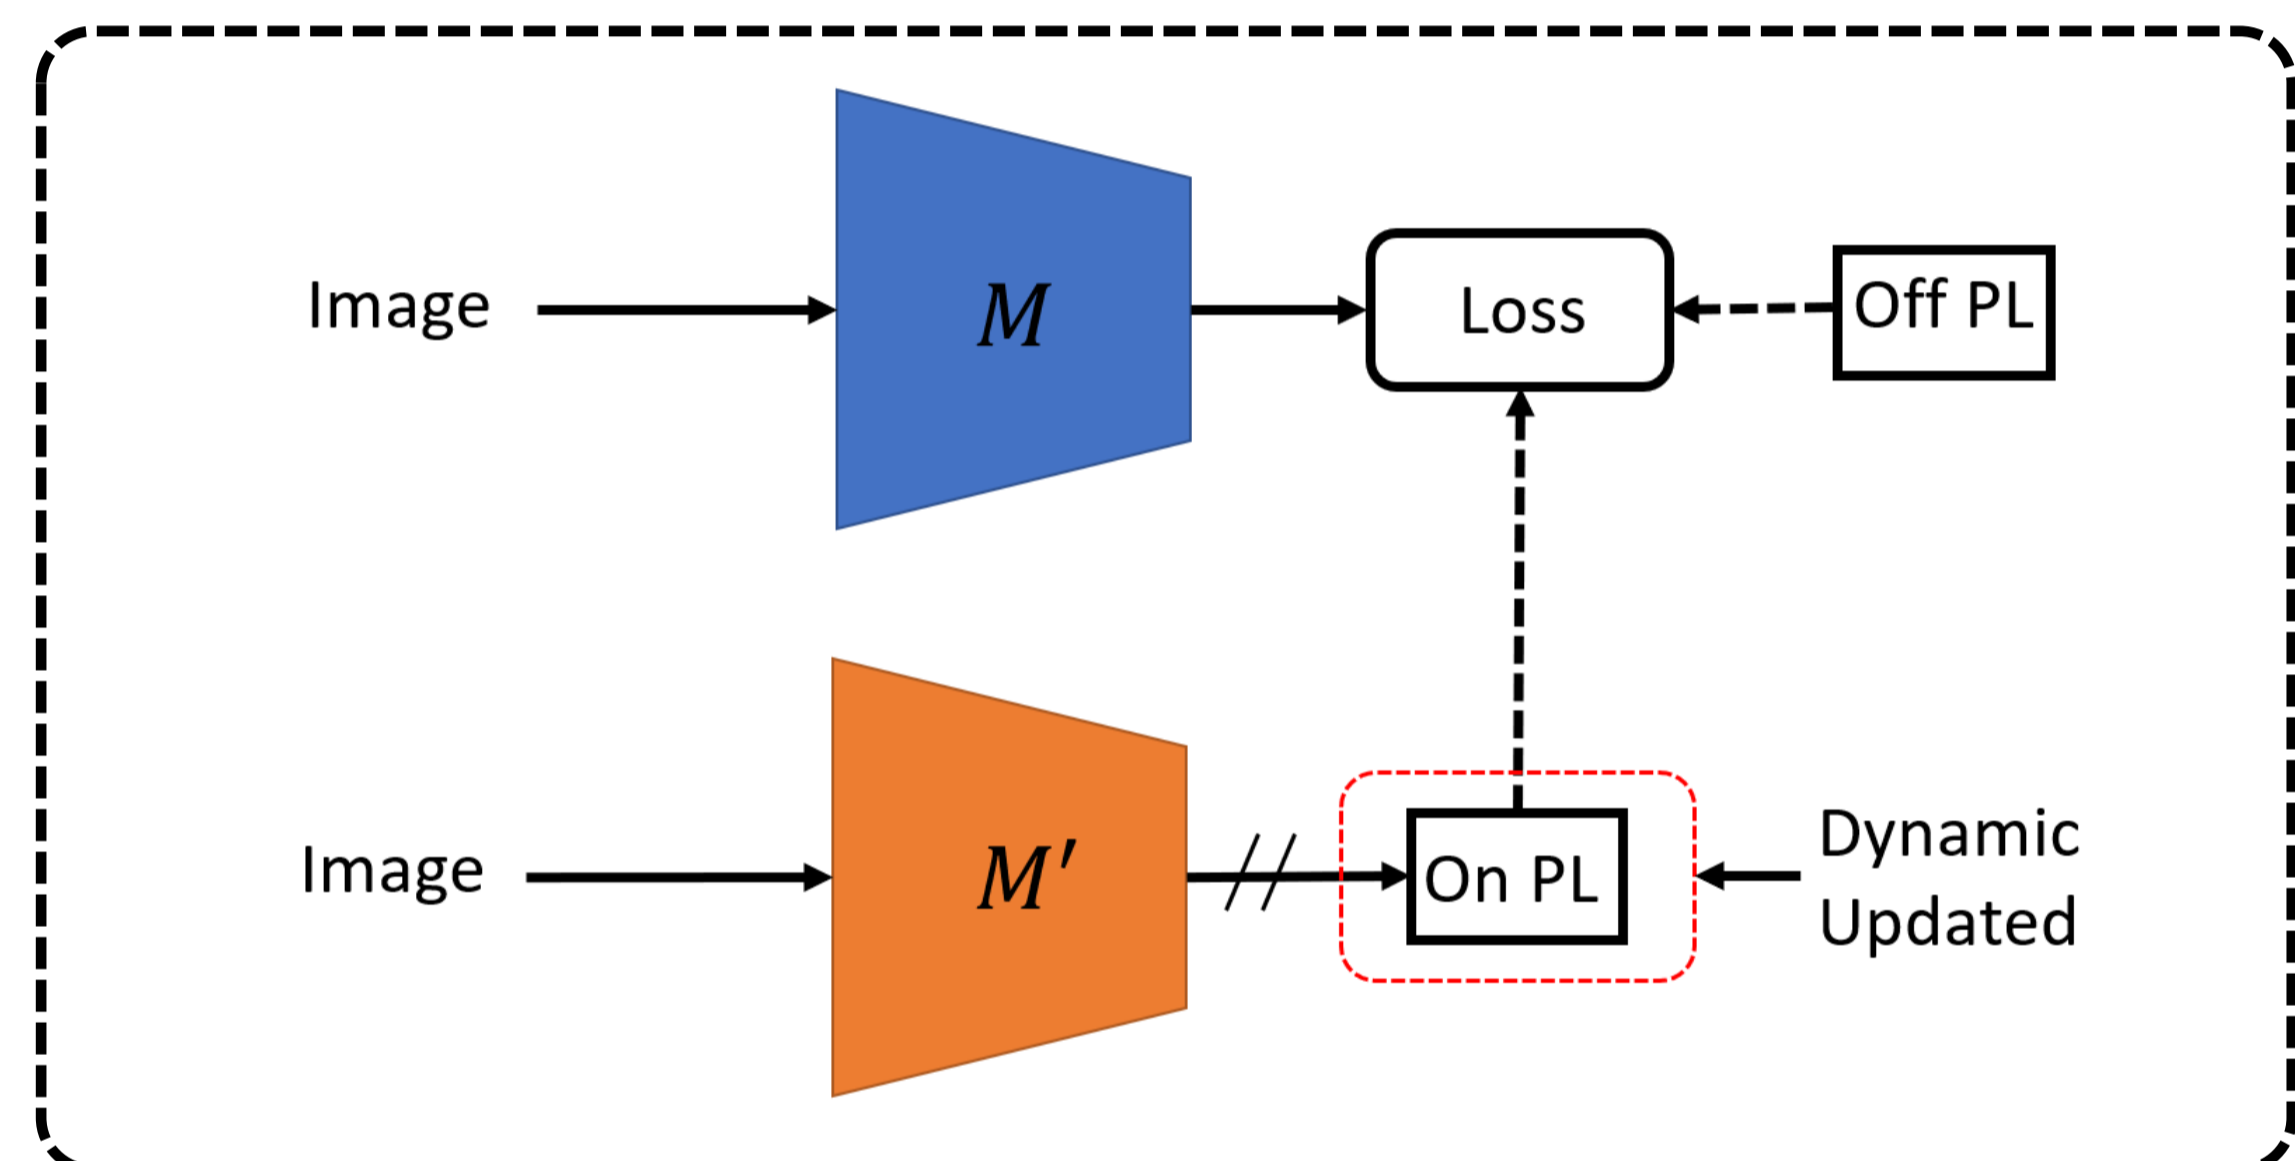 Image
M
Loss
Off PL
Image
M′
On PL
Dynamic
Updated